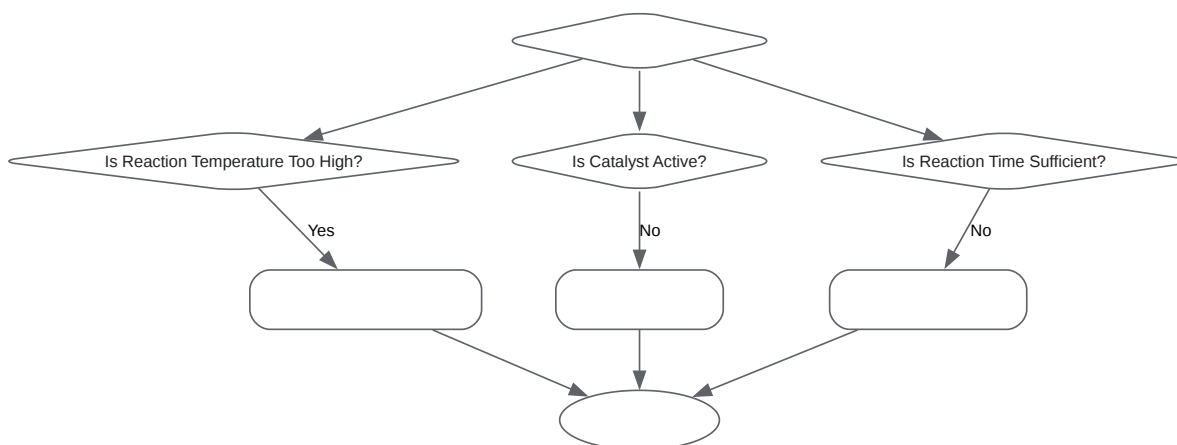 Is Reaction Temperature Too High?
Is Catalyst Active?
Is Reaction Time Sufficient?
Yes
No
No